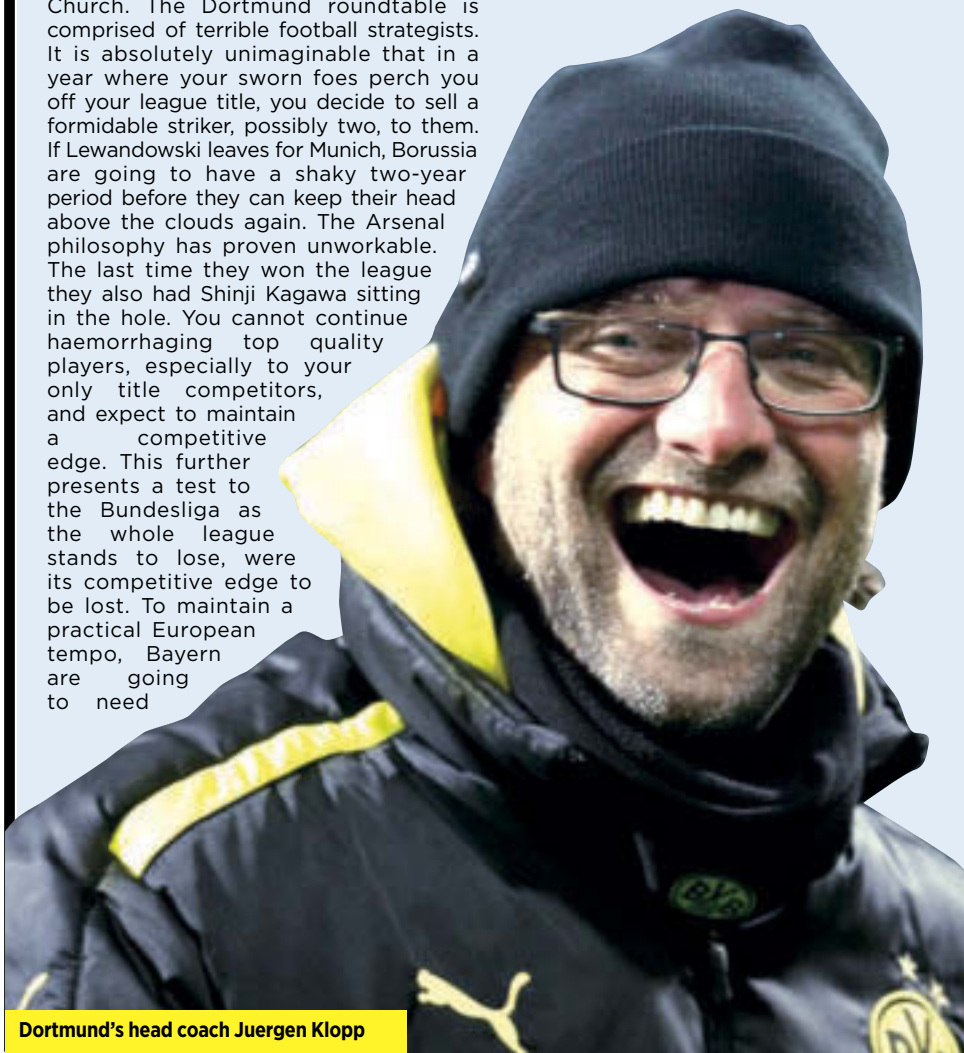 Church. The Dortmund roundtable is
comprised of terrible football strategists.
It is absolutely unimaginable that in a
year where your sworn foes perch you
off your league title, you decide to sell a
formidable striker, possibly two, to them.
If Lewandowski leaves for Munich, Borussia
are going to have a shaky two-year
period before they can keep their head
above the clouds again. The Arsenal
philosophy has proven unworkable.
The last time they won the league
they also had Shinji Kagawa sitting
in the hole. You cannot continue
haemorrhaging top quality
players, especially to your
only title competitors,
and expect to maintain
a competitive
edge. This further
presents a test to
the Bundesliga as
the whole league
stands to lose, were
its competitive edge to
be lost. To maintain a
practical European
tempo, Bayern
are going
to need
BVB
BVB
Dortmund's head coach Juergen Klopp